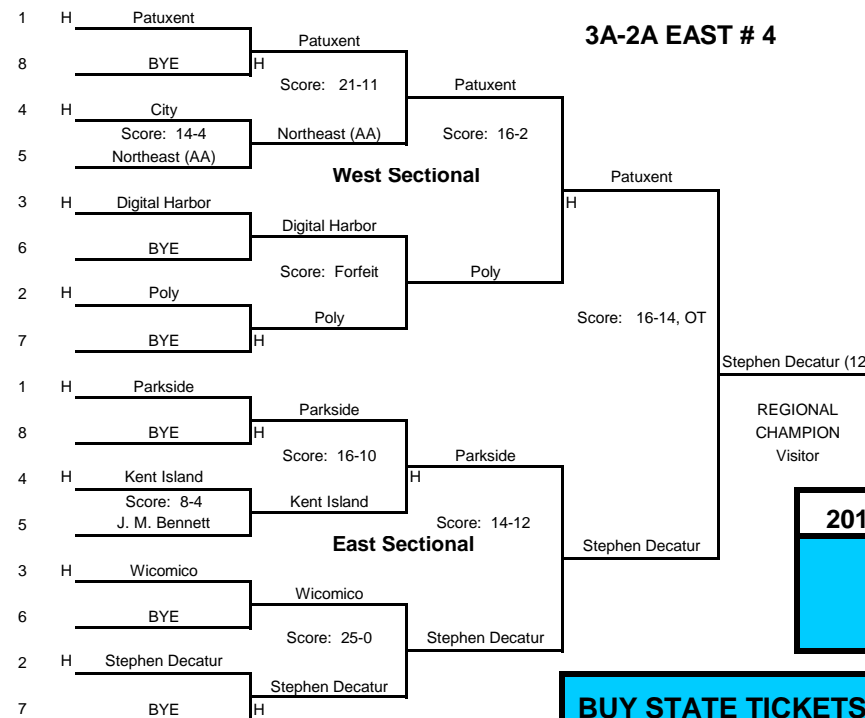 3A-2A EAST # 4
1 H Patuxent
Patuxent
8 BYE H
Score: 21-11
Patuxent
4 H City
Score: 14-4
Northeast (AA)
Score: 16-2
5 Northeast (AA)
West Sectional
Patuxent
3 H Digital Harbor
H
Digital Harbor
6 BYE
Score: Forfeit
Poly
2 H Poly
Poly
Score: 16-14, OT
7 BYE H
Stephen Decatur (12
1 H Parkside
Parkside
REGIONAL
CHAMPION
Visitor
8 BYE H
Score: 16-10
Parkside
4 H Kent Island
H
Score: 8-4
Kent Island
5 J. M. Bennett
Score: 14-12
201
East Sectional
Stephen Decatur
3 H Wicomico
Wicomico
6 BYE
Score: 25-0
Stephen Decatur
2 H Stephen Decatur
Stephen Decatur
7 BYE H
BUY STATE TICKETS